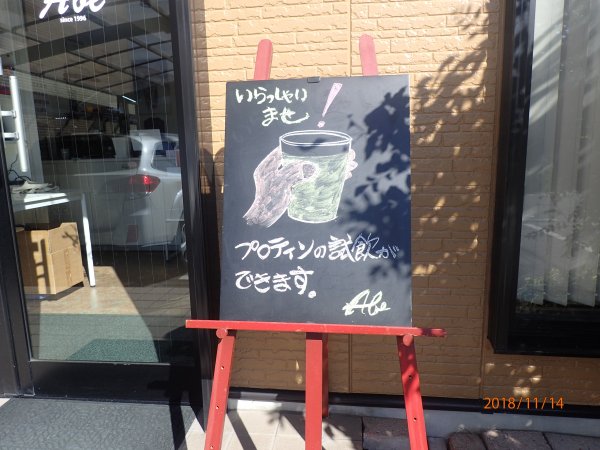 Abe
since 1996
いらっしゃい
ませ!
プロティンの試飲が
できます。
Abe
2018/11/14